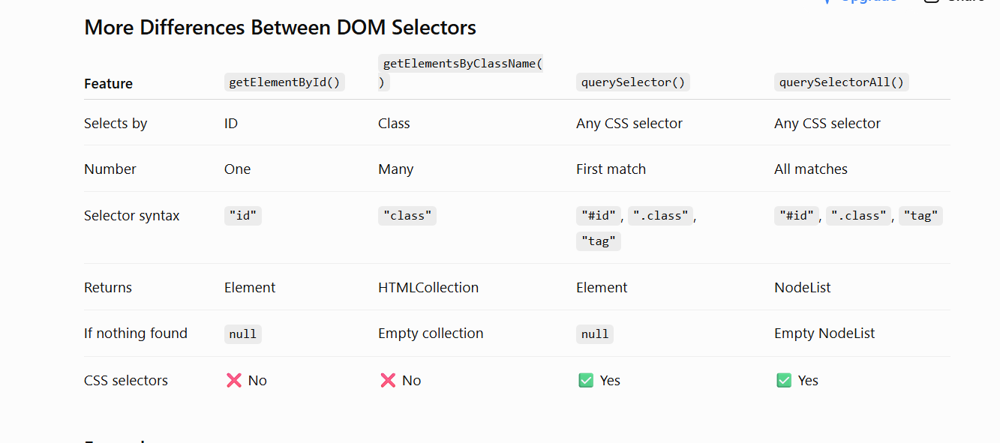 Upgrade Share
More Differences Between DOM Selectors
Feature getElementById() getElementsByClassName() querySelector() querySelectorAll()
Selects by ID Class Any CSS selector Any CSS selector
Number One Many First match All matches
Selector syntax "id" "class" "#id", ".class", "tag" "#id", ".class", "tag"
Returns Element HTMLCollection Element NodeList
If nothing found null Empty collection null Empty NodeList
CSS selectors ❌ No ❌ No ✅ Yes ✅ Yes